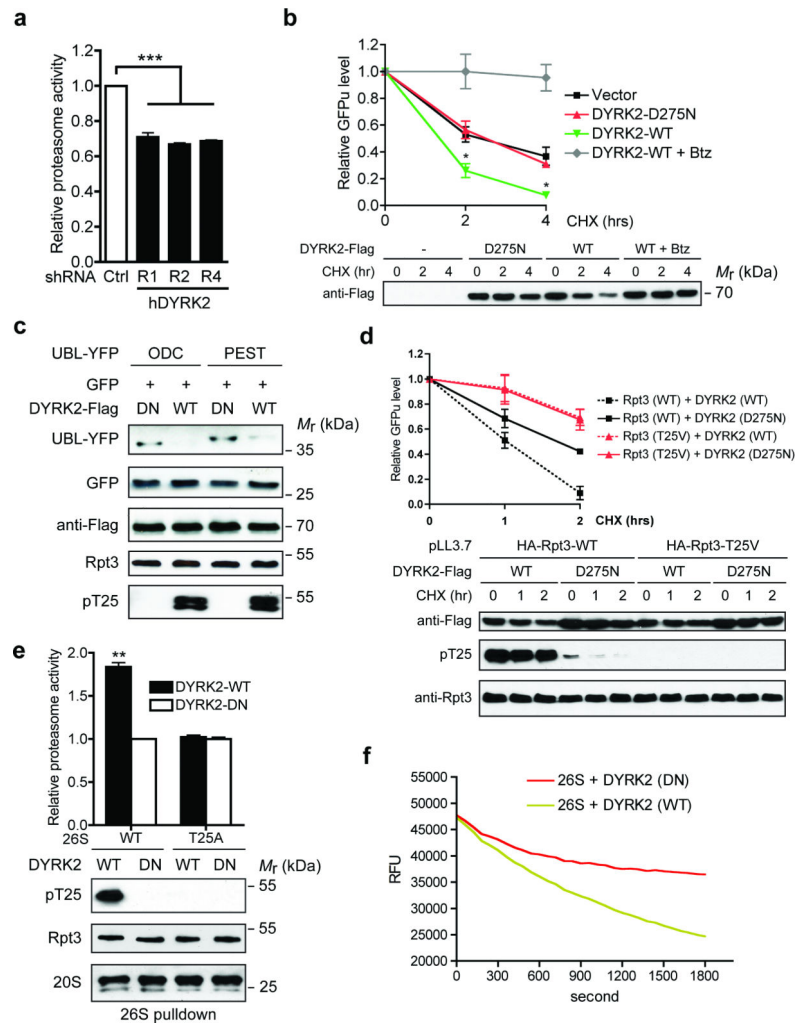 a
Relative proteasome activity
1.2
1.0
0.8
0.6
0.4
0.2
0.0
***
shRNA Ctrl R1 R2 R4
hDYRK2
b
Relative GFPu level
1.2
1.0
0.8
0.6
0.4
0.2
0
0 2 4 CHX (hrs)
* *
Vector
DYRK2-D275N
DYRK2-WT
DYRK2-WT + Btz
DYRK2-Flag - D275N WT WT + Btz
CHX (hr) 0 2 4 0 2 4 0 2 4 0 2 4 Mr (kDa)
anti-Flag 70
c
UBL-YFP ODC PEST
GFP + + + +
DYRK2-Flag DN WT DN WT Mr (kDa)
UBL-YFP 35
GFP 25
anti-Flag 70
Rpt3 55
pT25 55
d
Relative GFPu level
1.2
1.0
0.8
0.6
0.4
0.2
0
0 1 2 CHX (hrs)
Rpt3 (WT) + DYRK2 (WT)
Rpt3 (WT) + DYRK2 (D275N)
Rpt3 (T25V) + DYRK2 (WT)
Rpt3 (T25V) + DYRK2 (D275N)
pLL3.7 HA-Rpt3-WT HA-Rpt3-T25V
DYRK2-Flag WT D275N WT D275N
CHX (hr) 0 1 2 0 1 2 0 1 2 0 1 2
anti-Flag
pT25
anti-Rpt3
e
Relative proteasome activity
2.0
1.5
1.0
0.5
0.0
**
DYRK2-WT
DYRK2-DN
26S WT T25A
DYRK2 WT DN WT DN Mr (kDa)
pT25 55
Rpt3 55
20S 25
26S pulldown
f
RFU
55000
50000
45000
40000
35000
30000
25000
20000
26S + DYRK2 (DN)
26S + DYRK2 (WT)
0 300 600 900 1200 1500 1800
second